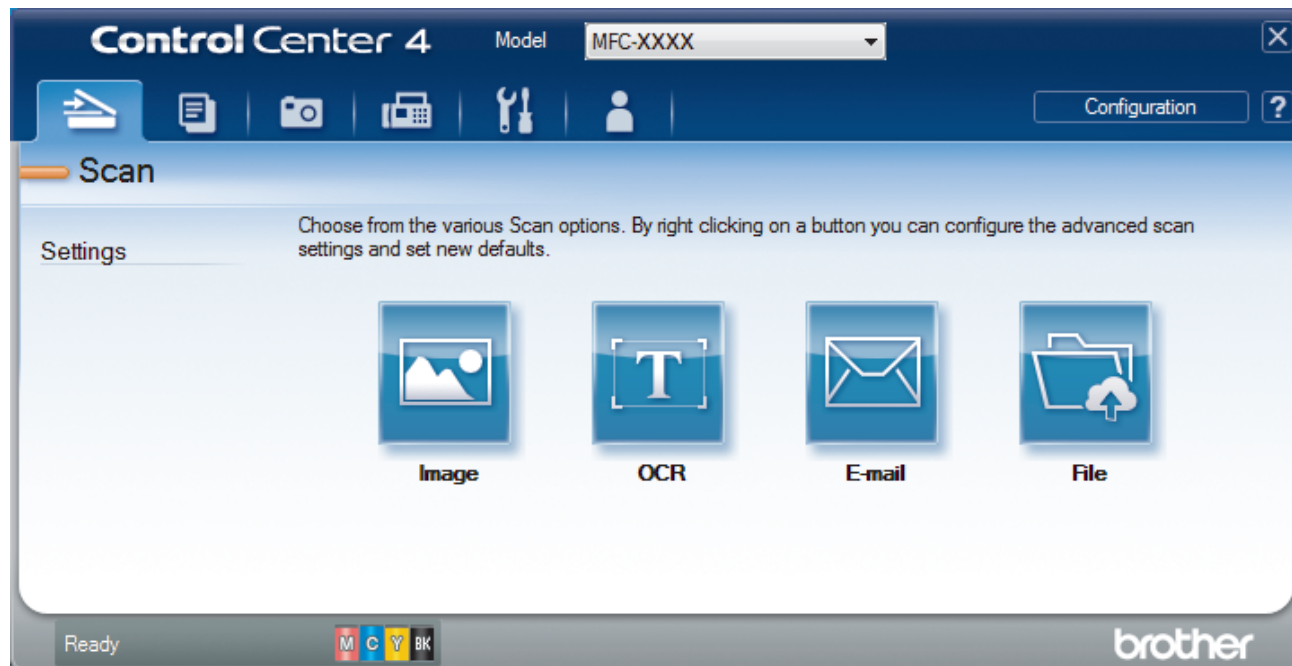 Control Center 4 Model MFC-XXXX
Configuration ?
Scan
Settings
Choose from the various Scan options. By right clicking on a button you can configure the advanced scan
settings and set new defaults.
T
Image OCR E-mail File
Ready M C Y BK brother